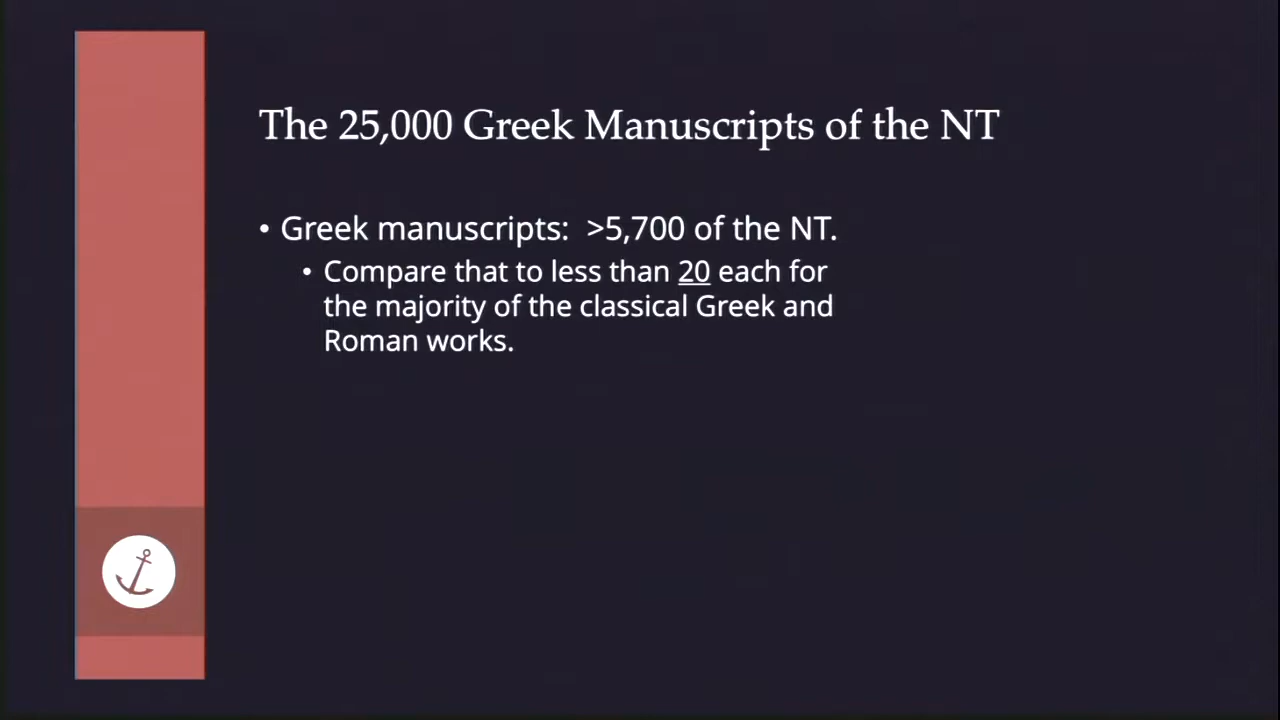 The 25,000 Greek Manuscripts of the NT
• Greek manuscripts:  >5,700 of the NT.
• Compare that to less than 20 each for
the majority of the classical Greek and
Roman works.